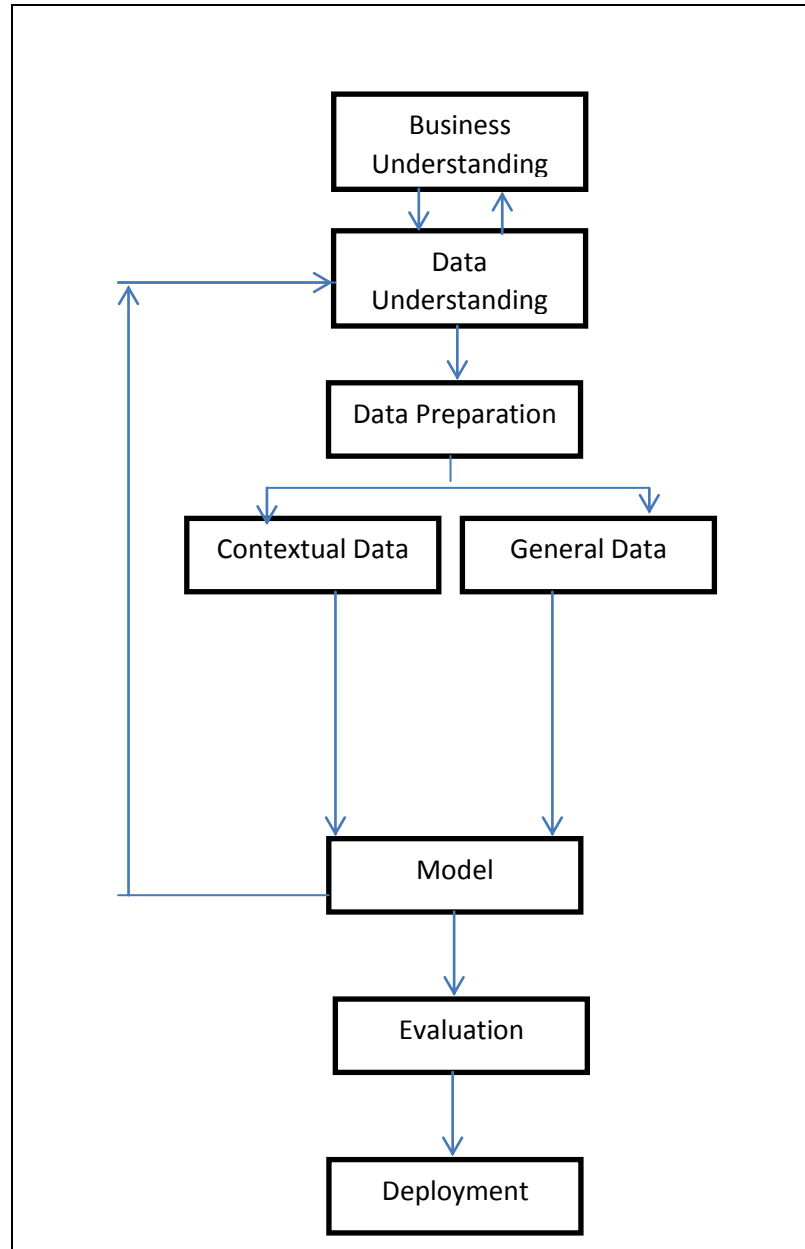 Business
Understanding
Data
Understanding
Data Preparation
Contextual Data
General Data
Model
Evaluation
Deployment